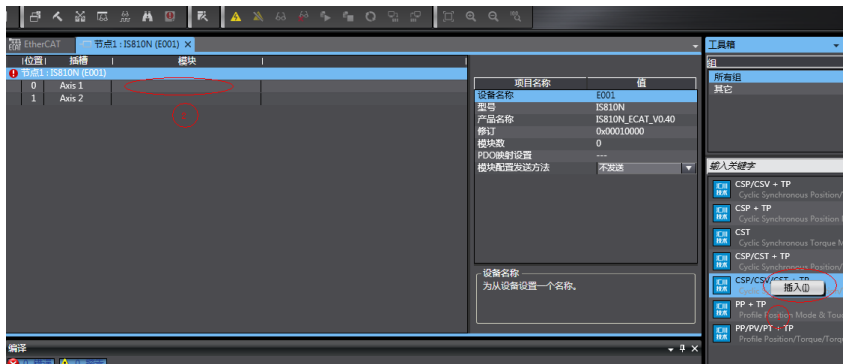 EtherCAT
节点1 : IS810N (E001)
位置 插槽 模块
节点1 : IS810N (E001)
0 Axis 1
1 Axis 2
1
项目名称 值
设备名称 E001
型号 IS810N
产品名称 IS810N_ECAT_V0.40
修订 0x00010000
模块数 0
PDO映射设置 ---
模块配置发送方法 不发送
设备名称
为从设备设置一个名称。
工具箱
组
所有组
其它
输入关键字
CSP/CSV + TP
Cyclic Synchronous Position/
CSP + TP
Cyclic Synchronous Position
CST
Cyclic Synchronous Torque M
CSP/CST + TP
Cyclic Synchronous Position/
CSP/CSV/CST + TP
插入(I)
PP + TP
Profile Position Mode & Tou
PP/PV/PT + TP
Profile Position/Torque/Torq
编译